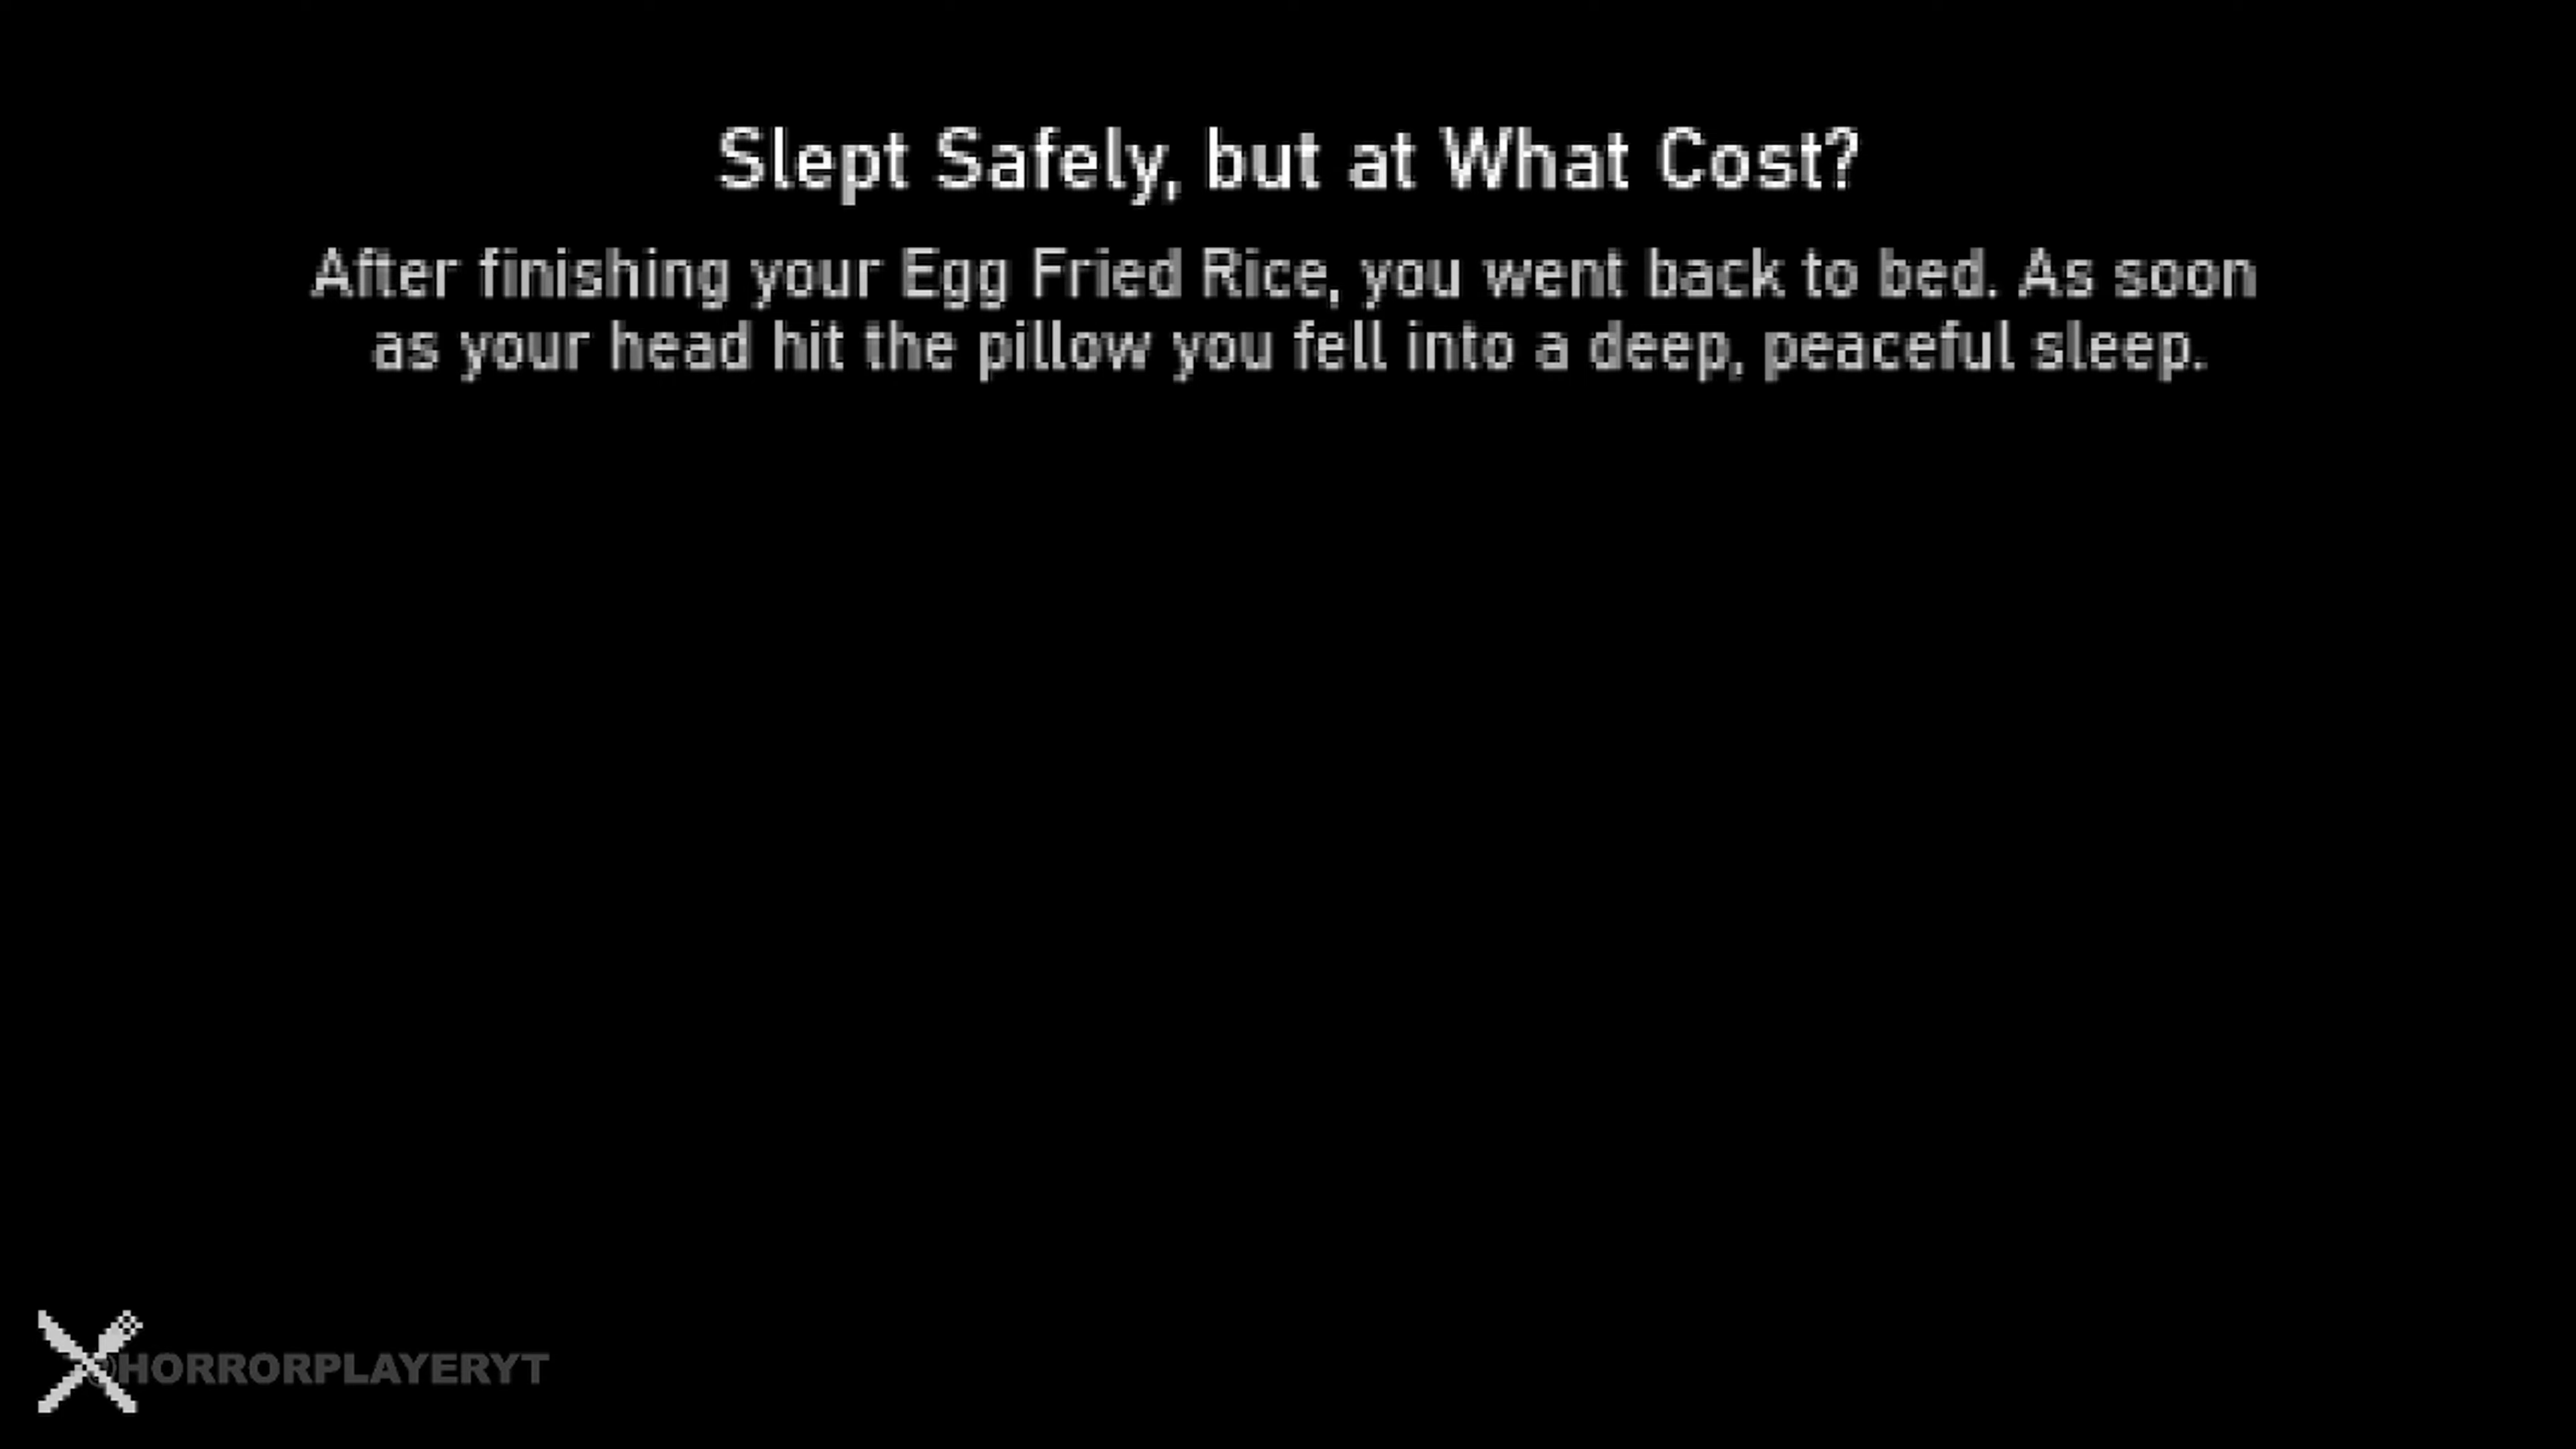 Slept Safely, but at What Cost?
After finishing your Egg Fried Rice, you went back to bed. As soon
as your head hit the pillow you fell into a deep, peaceful sleep.
@HORRORPLAYERYT